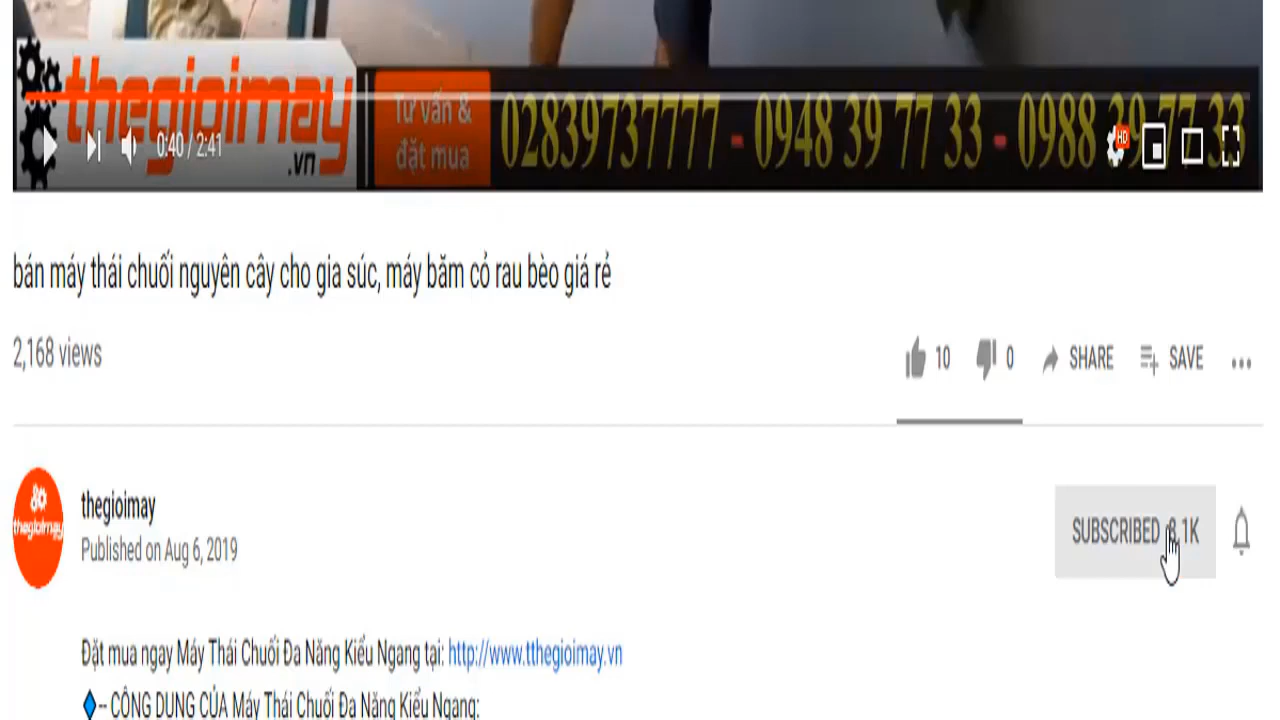 thegioimay
.vn
Tư vấn &
đặt mua
02839737777 - 0948 39 77 33 - 0988 39 77 33
HD
0:40 / 2:41
bán máy thái chuối nguyên cây cho gia súc, máy băm cỏ rau bèo giá rẻ
2,168 views
10
0
SHARE
SAVE
thegioimay
thegioimay
Published on Aug 6, 2019
SUBSCRIBED
Đặt mua ngay Máy Thái Chuối Đa Năng Kiểu Ngang tại: http://www.tthegioimay.vn
-- CÔNG DỤNG CỦA Máy Thái Chuối Đa Năng Kiểu Ngang: